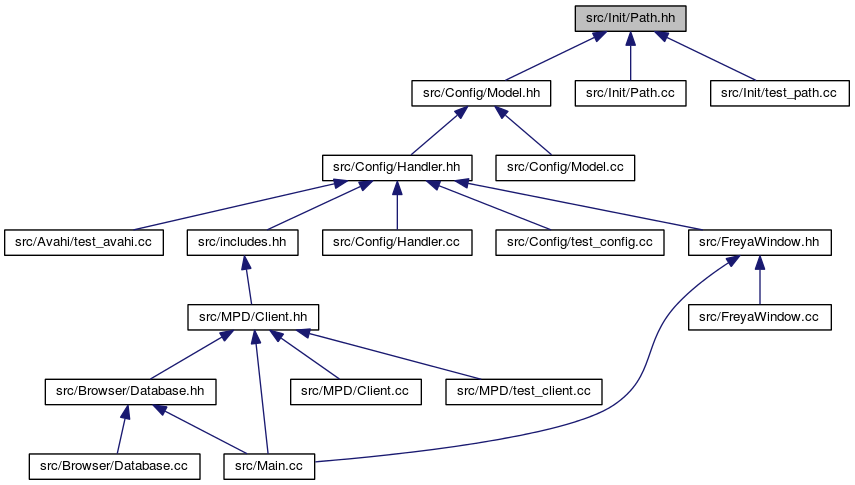 src/Init/Path.hh
src/Config/Model.hh
src/Init/Path.cc
src/Init/test_path.cc
src/Config/Handler.hh
src/Config/Model.cc
src/Avahi/test_avahi.cc
src/includes.hh
src/Config/Handler.cc
src/Config/test_config.cc
src/FreyaWindow.hh
src/MPD/Client.hh
src/FreyaWindow.cc
src/Browser/Database.hh
src/MPD/Client.cc
src/MPD/test_client.cc
src/Browser/Database.cc
src/Main.cc